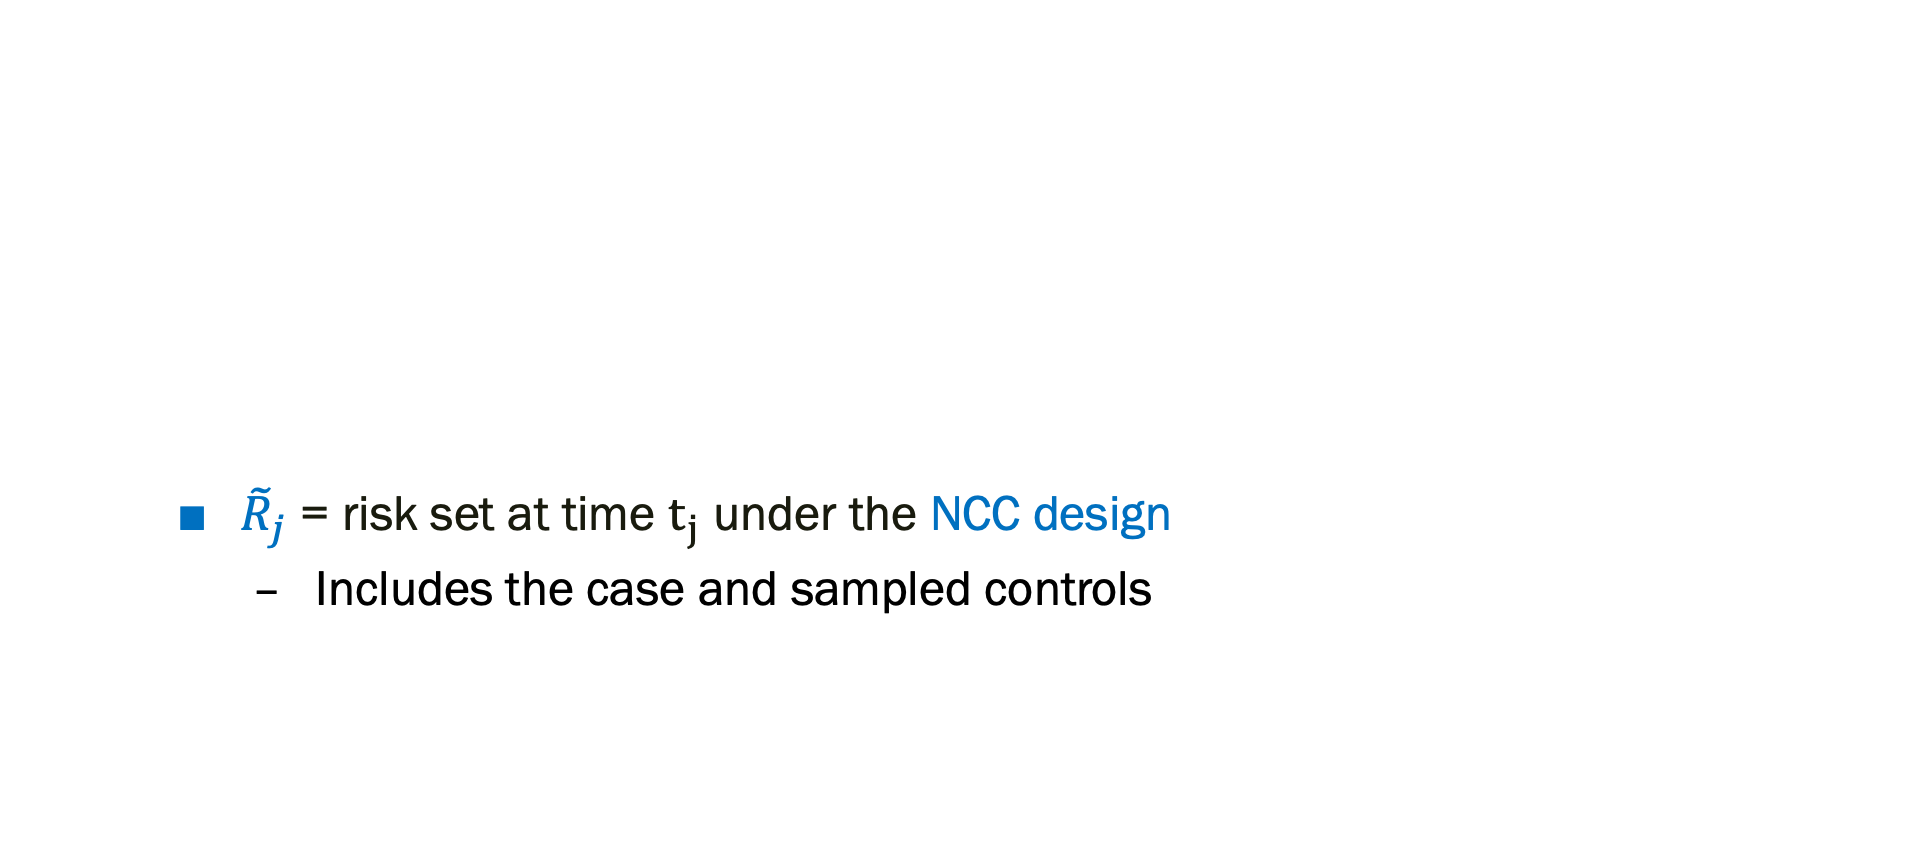 ■ R̃ⱼ = risk set at time tⱼ under the NCC design
– Includes the case and sampled controls